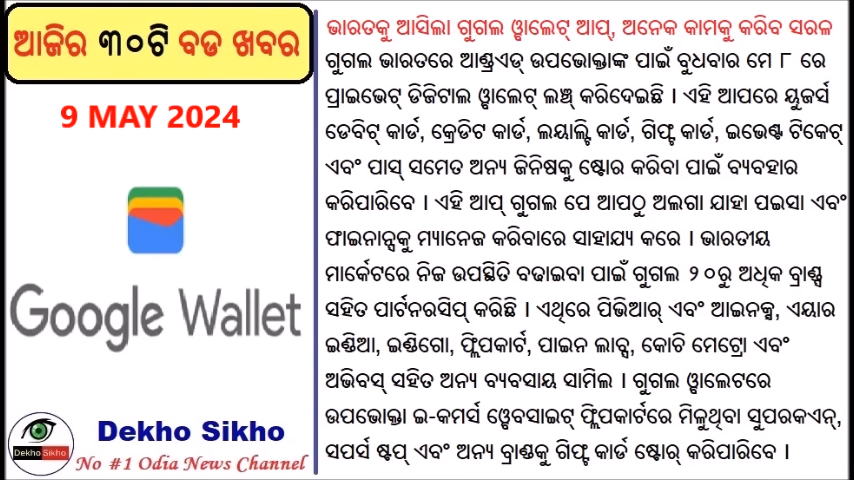 ଆଜିର ୩୦ଟି ବଡ ଖବର
9 MAY 2024
Google Wallet
Dekho Sikho
Dekho Sikho
No #1 Odia News Channel
ଭାରତକୁ ଆସିଲା ଗୁଗଲ ୱାଲେଟ୍ ଆପ୍, ଅନେକ କାମକୁ କରିବ ସରଳ
ଗୁଗଲ ଭାରତରେ ଆଣ୍ଡ୍ରଏଡ୍ ଉପଭୋକ୍ତାଙ୍କ ପାଇଁ ବୁଧବାର ମେ ୮ ରେ
ପ୍ରାଇଭେଟ୍ ଡିଜିଟାଲ ୱାଲେଟ୍ ଲଞ୍ଚ୍ କରିଦେଇଛି । ଏହି ଆପରେ ୟୁଜର୍ସ
ଡେବିଟ୍ କାର୍ଡ, କ୍ରେଡିଟ କାର୍ଡ, ଲୟାଲ୍ଟି କାର୍ଡ, ଗିଫ୍ଟ କାର୍ଡ, ଇଭେଣ୍ଟ ଟିକେଟ୍
ଏବଂ ପାସ୍ ସମେତ ଅନ୍ୟ ଜିନିଷକୁ ଷ୍ଟୋର କରିବା ପାଇଁ ବ୍ୟବହାର
କରିପାରିବେ । ଏହି ଆପ୍ ଗୁଗଲ ପେ ଆପଠୁ ଅଲଗା ଯାହା ପଇସା ଏବଂ
ଫାଇନାନ୍ସକୁ ମ୍ୟାନେଜ କରିବାରେ ସାହାଯ୍ୟ କରେ । ଭାରତୀୟ
ମାର୍କେଟରେ ନିଜ ଉପସ୍ଥିତି ବଢାଇବା ପାଇଁ ଗୁଗଲ ୨୦ରୁ ଅଧିକ ବ୍ରାଣ୍ଡ୍ସ
ସହିତ ପାର୍ଟନରସିପ୍ କରିଛି । ଏଥିରେ ପିଭିଆର୍ ଏବଂ ଆଇନକ୍ସ, ଏୟାର
ଇଣ୍ଡିଆ, ଇଣ୍ଡିଗୋ, ଫ୍ଲିପକାର୍ଟ, ପାଇନ ଲାବ୍ସ, କୋଚି ମେଟ୍ରୋ ଏବଂ
ଅଭିବସ୍ ସହିତ ଅନ୍ୟ ବ୍ୟବସାୟ ସାମିଲ । ଗୁଗଲ ୱାଲେଟରେ
ଉପଭୋକ୍ତା ଇ-କମର୍ସ ୱେବସାଇଟ୍ ଫ୍ଲିପକାର୍ଟରେ ମିଳୁଥିବା ସୁପରକଏନ୍,
ସପର୍ସ ଷ୍ଟପ୍ ଏବଂ ଅନ୍ୟ ବ୍ରାଣ୍ଡକୁ ଗିଫ୍ଟ କାର୍ଡ ଷ୍ଟୋର୍ କରିପାରିବେ ।